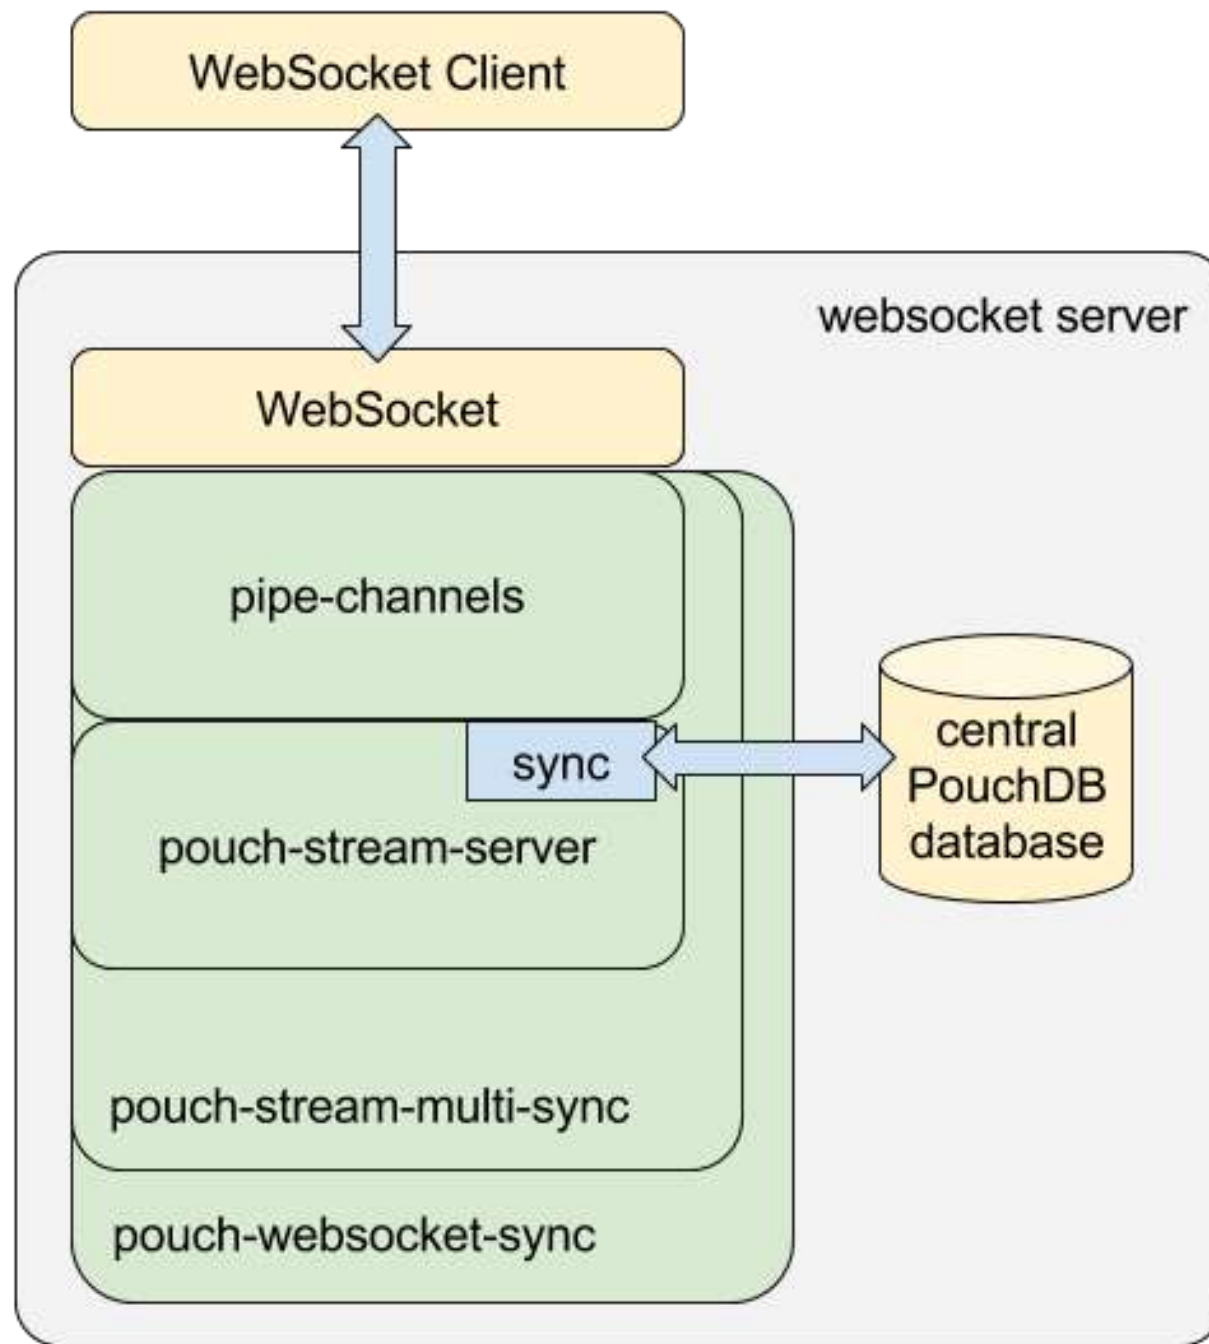 WebSocket Client
websocket server
WebSocket
pipe-channels
sync
central
PouchDB
database
pouch-stream-server
pouch-stream-multi-sync
pouch-websocket-sync